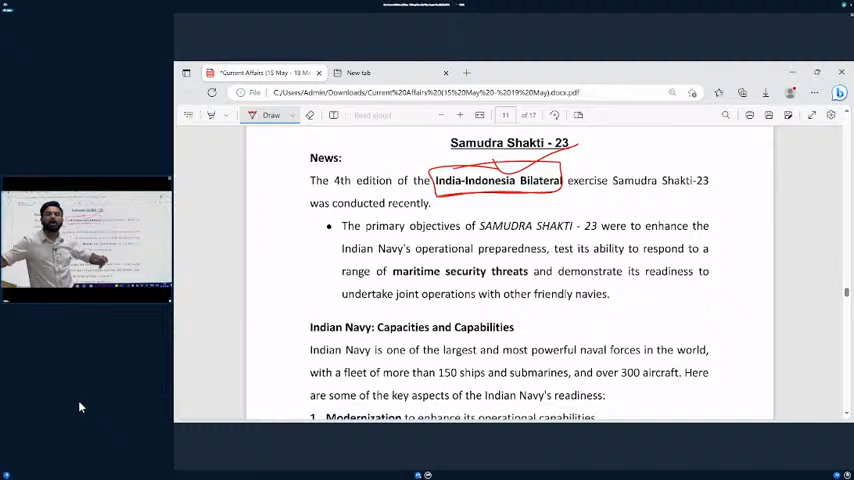 *Current Affairs (15 May - 19 M
New tab
File
C:/Users/Admin/Downloads/Current%20Affairs(15%20May%20-%2019%20May).docx.pdf
Draw
Read aloud
11 of 17
Samudra Shakti - 23
News:
The 4th edition of the India-Indonesia Bilateral exercise Samudra Shakti-23
was conducted recently.
• The primary objectives of SAMUDRA SHAKTI - 23 were to enhance the
Indian Navy's operational preparedness, test its ability to respond to a
range of maritime security threats and demonstrate its readiness to
undertake joint operations with other friendly navies.
Indian Navy: Capacities and Capabilities
Indian Navy is one of the largest and most powerful naval forces in the world,
with a fleet of more than 150 ships and submarines, and over 300 aircraft. Here
are some of the key aspects of the Indian Navy's readiness:
1. Modernization to enhance its operational capabilities.